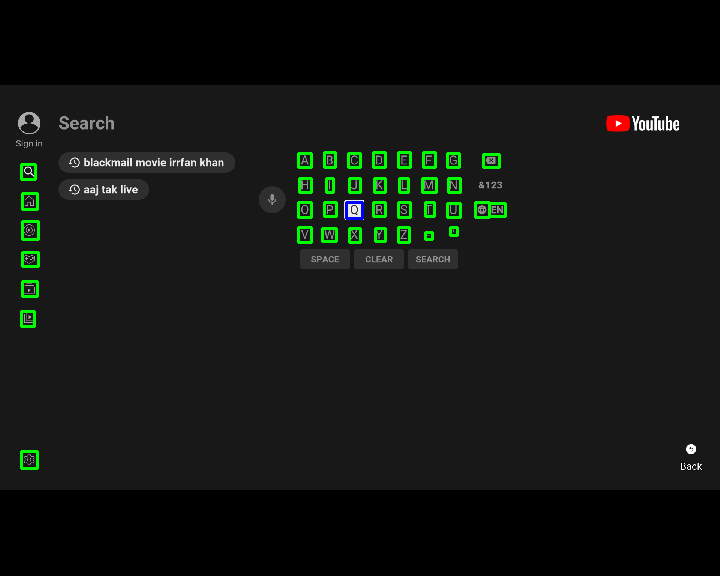 Search
YouTube
Sign in
blackmail movie irrfan khan
aaj tak live
A B C D E F G
H I J K L M N &123
O P Q R S T U EN
V W X Y Z
SPACE CLEAR SEARCH
Back